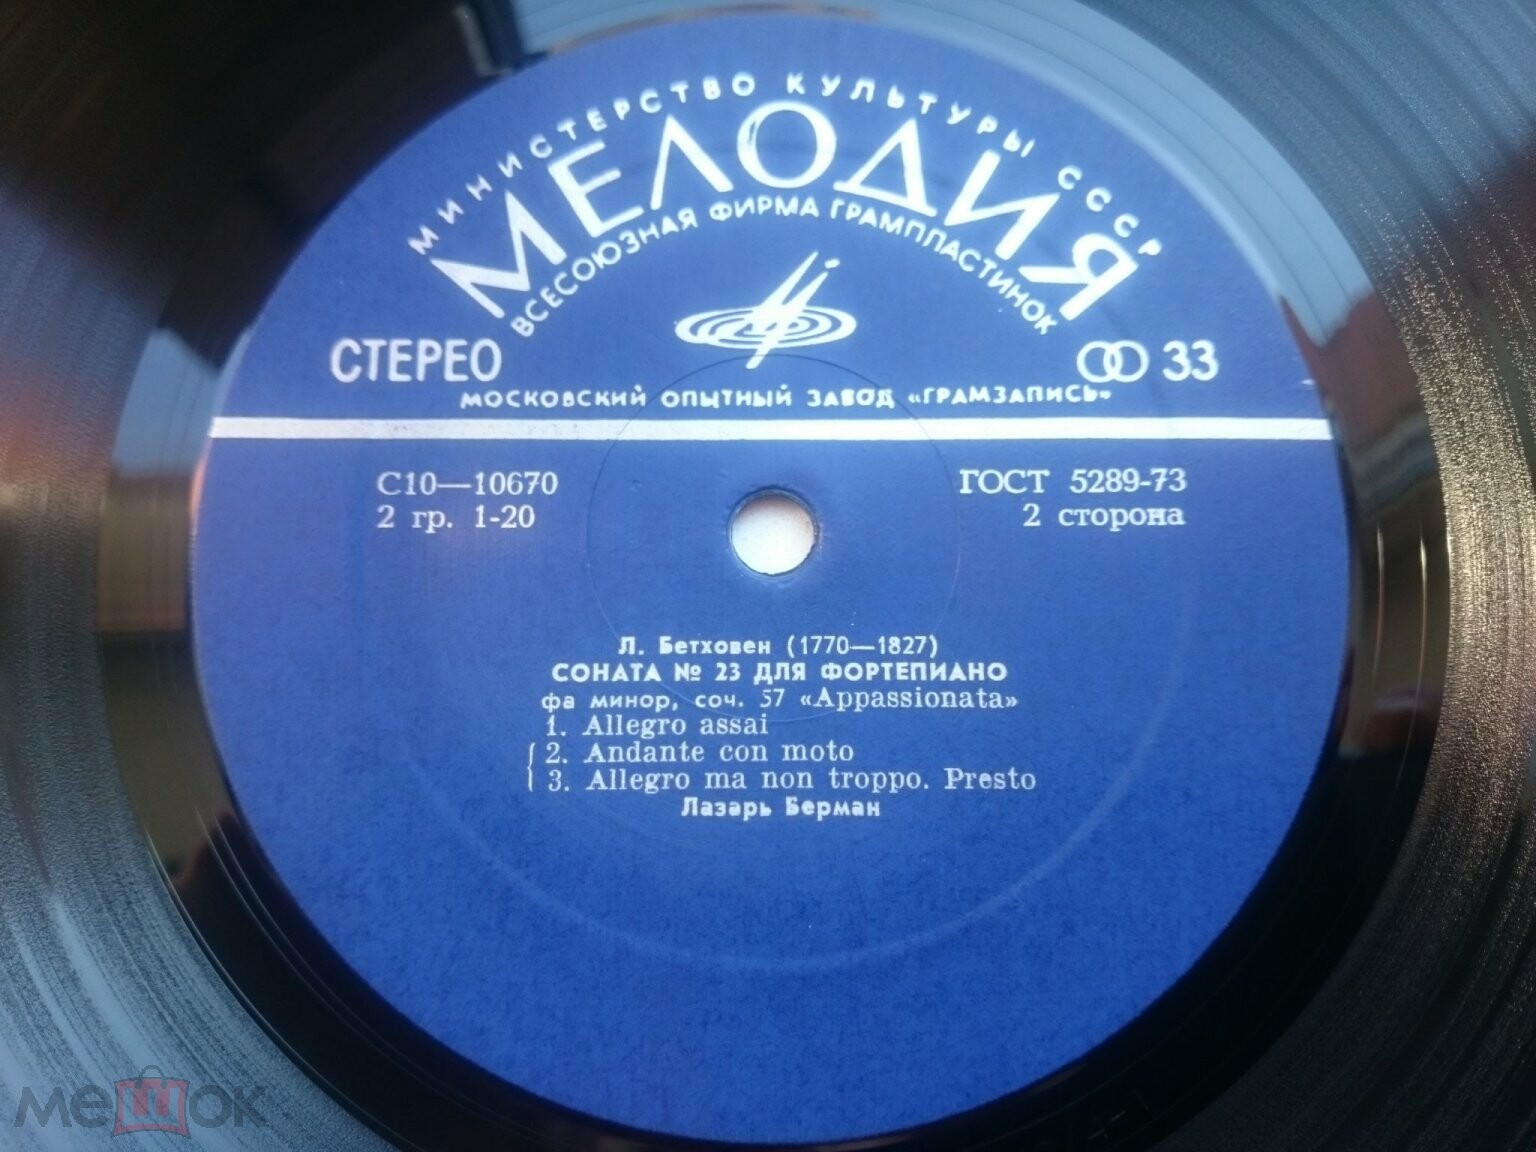 МИНИСТЕРСТВО КУЛЬТУРЫ СССР
МЕЛОДИЯ
ВСЕСОЮЗНАЯ ФИРМА ГРАМПЛАСТИНОК
СТЕРЕО
33
МОСКОВСКИЙ ОПЫТНЫЙ ЗАВОД «ГРАМЗАПИСЬ»
С10—10670
ГОСТ 5289-73
2 гр. 1-20
2 сторона
Л. Бетховен (1770—1827)
СОНАТА № 23 ДЛЯ ФОРТЕПИАНО
фа минор, соч. 57 «Appassionata»
1. Allegro assai
2. Andante con moto
3. Allegro ma non troppo. Presto
Лазарь Берман
мешок